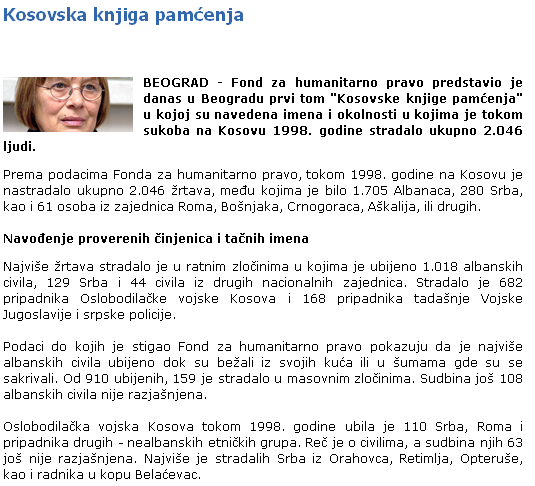 Kosovska knjiga pamćenja
BEOGRAD - Fond za humanitarno pravo predstavio je
danas u Beogradu prvi tom "Kosovske knjige pamćenja"
u kojoj su navedena imena i okolnosti u kojima je tokom
sukoba na Kosovu 1998. godine stradalo ukupno 2.046
ljudi.
Prema podacima Fonda za humanitarno pravo, tokom 1998. godine na Kosovu je
nastradalo ukupno 2.046 žrtava, među kojima je bilo 1.705 Albanaca, 280 Srba,
kao i 61 osoba iz zajednica Roma, Bošnjaka, Crnogoraca, Aškalija, ili drugih.
Navođenje proverenih činjenica i tačnih imena
Najviše žrtava stradalo je u ratnim zločinima u kojima je ubijeno 1.018 albanskih
civila, 129 Srba i 44 civila iz drugih nacionalnih zajednica. Stradalo je 682
pripadnika Oslobodilačke vojske Kosova i 168 pripadnika tadašnje Vojske
Jugoslavije i srpske policije.
Podaci do kojih je stigao Fond za humanitarno pravo pokazuju da je najviše
albanskih civila ubijeno dok su bežali iz svojih kuća ili u šumama gde su se
sakrivali. Od 910 ubijenih, 159 je stradalo u masovnim zločinima. Sudbina još 108
albanskih civila nije razjašnjena.
Oslobodilačka vojska Kosova tokom 1998. godine ubila je 110 Srba, Roma i
pripadnika drugih - nealbanskih etničkih grupa. Reč je o civilima, a sudbina njih 63
još nije razjašnjena. Najviše je stradalih Srba iz Orahovca, Retimlja, Opteruše,
kao i radnika u kopu Belaćevac.